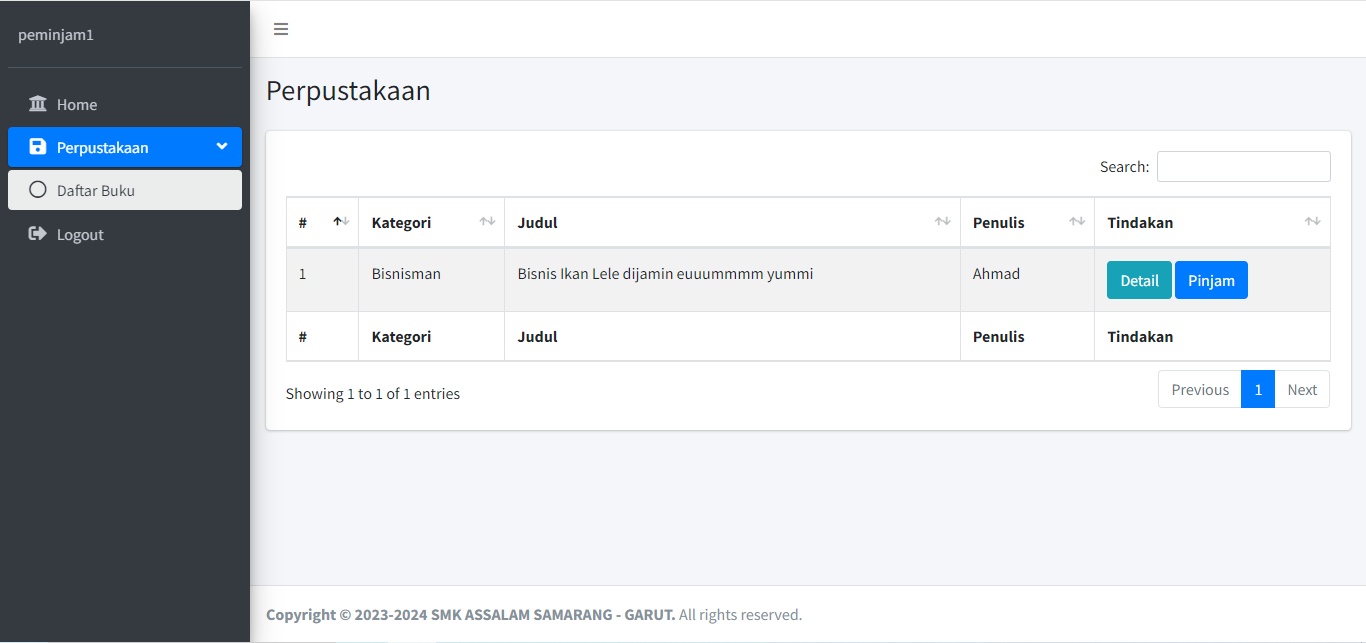 peminjam1
Home
Perpustakaan
Daftar Buku
Logout
Perpustakaan
Search:
# Kategori Judul Penulis Tindakan
1 Bisnisman Bisnis Ikan Lele dijamin euuummmm yummi Ahmad Detail Pinjam
# Kategori Judul Penulis Tindakan
Showing 1 to 1 of 1 entries
Previous 1 Next
Copyright © 2023-2024 SMK ASSALAM SAMARANG - GARUT. All rights reserved.